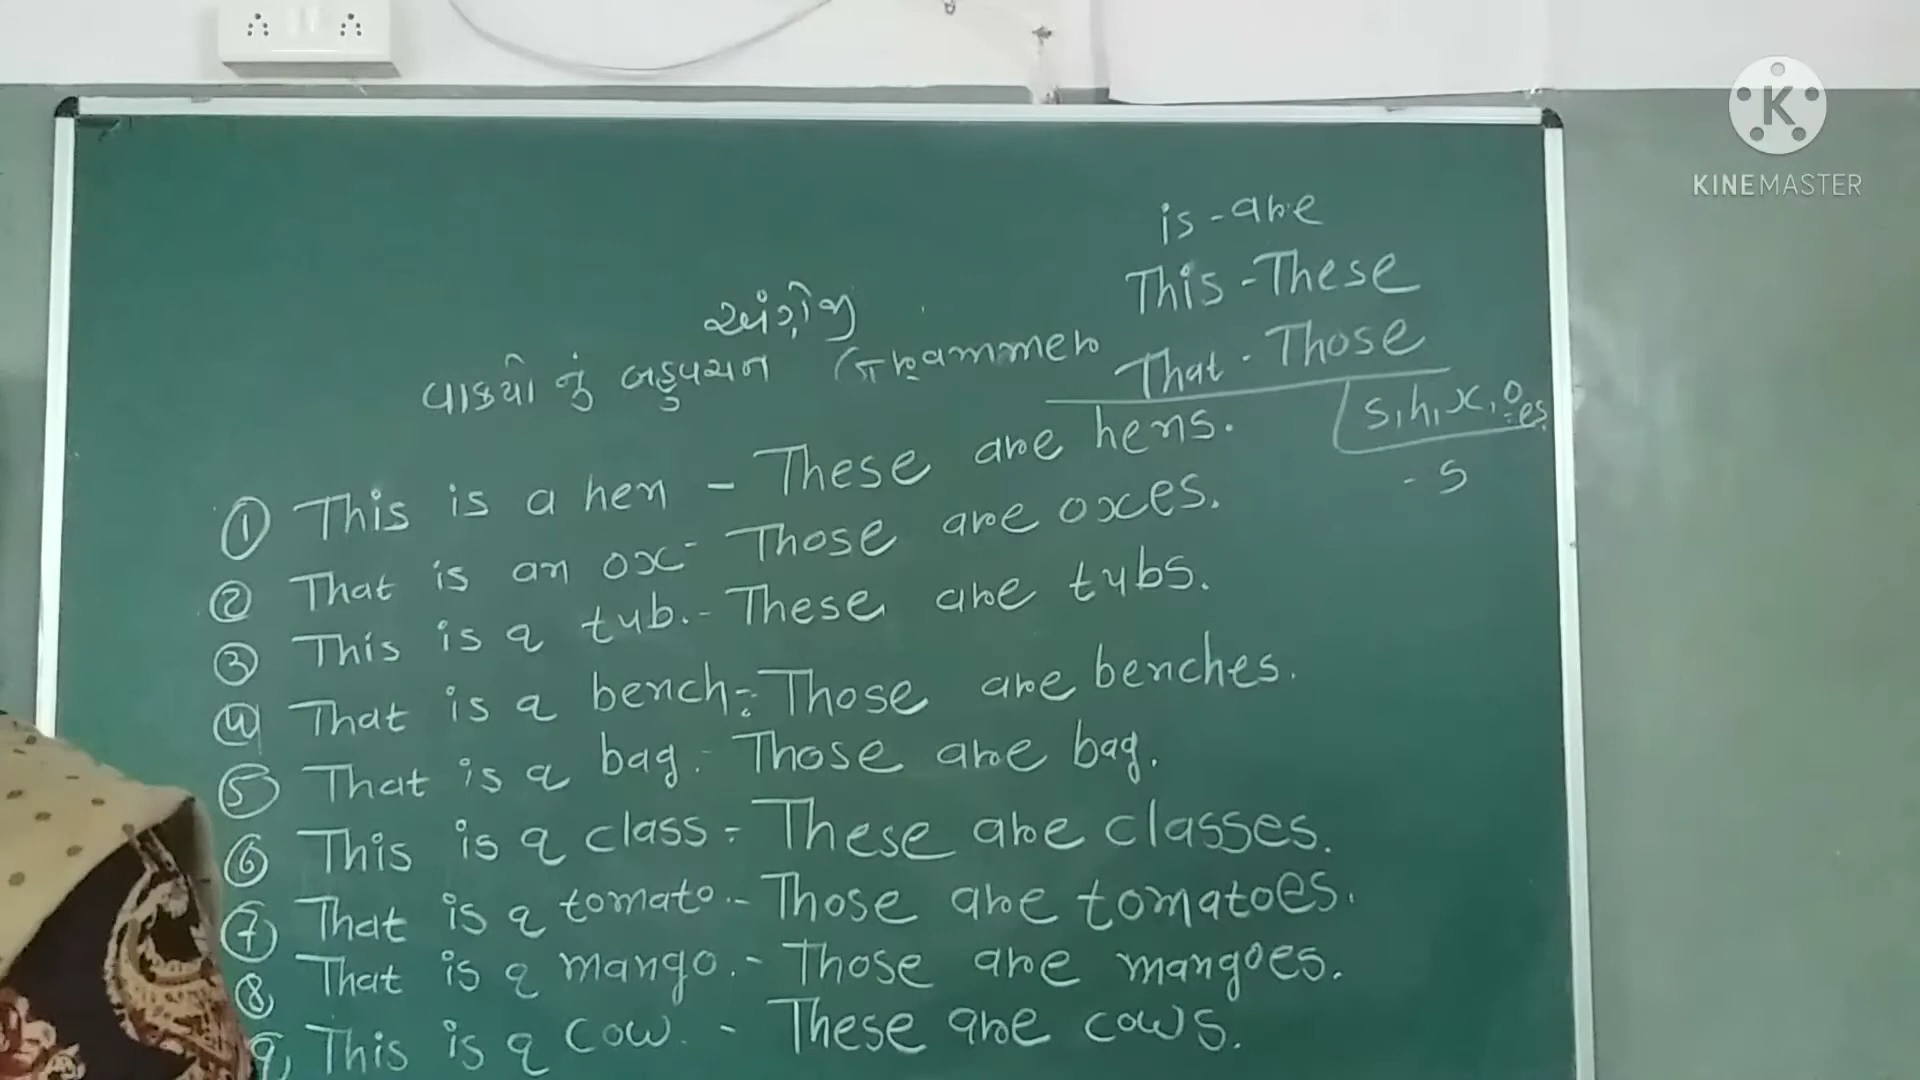 K
KINEMASTER
is - are
This - These
That - Those
s, h, x, o = es
- s
અંગ્રેજી
વાક્યો નું બહુવચન Grammer
① This is a hen - These are hens.
② That is an ox - Those are oxes.
③ This is a tub. - These are tubs.
④ That is a bench - Those are benches.
⑤ That is a bag. - Those are bag.
⑥ This is a class - These are classes.
⑦ That is a tomato. - Those are tomatoes.
⑧ That is a mango. - Those are mangoes.
⑨ This is a cow. - These are cows.